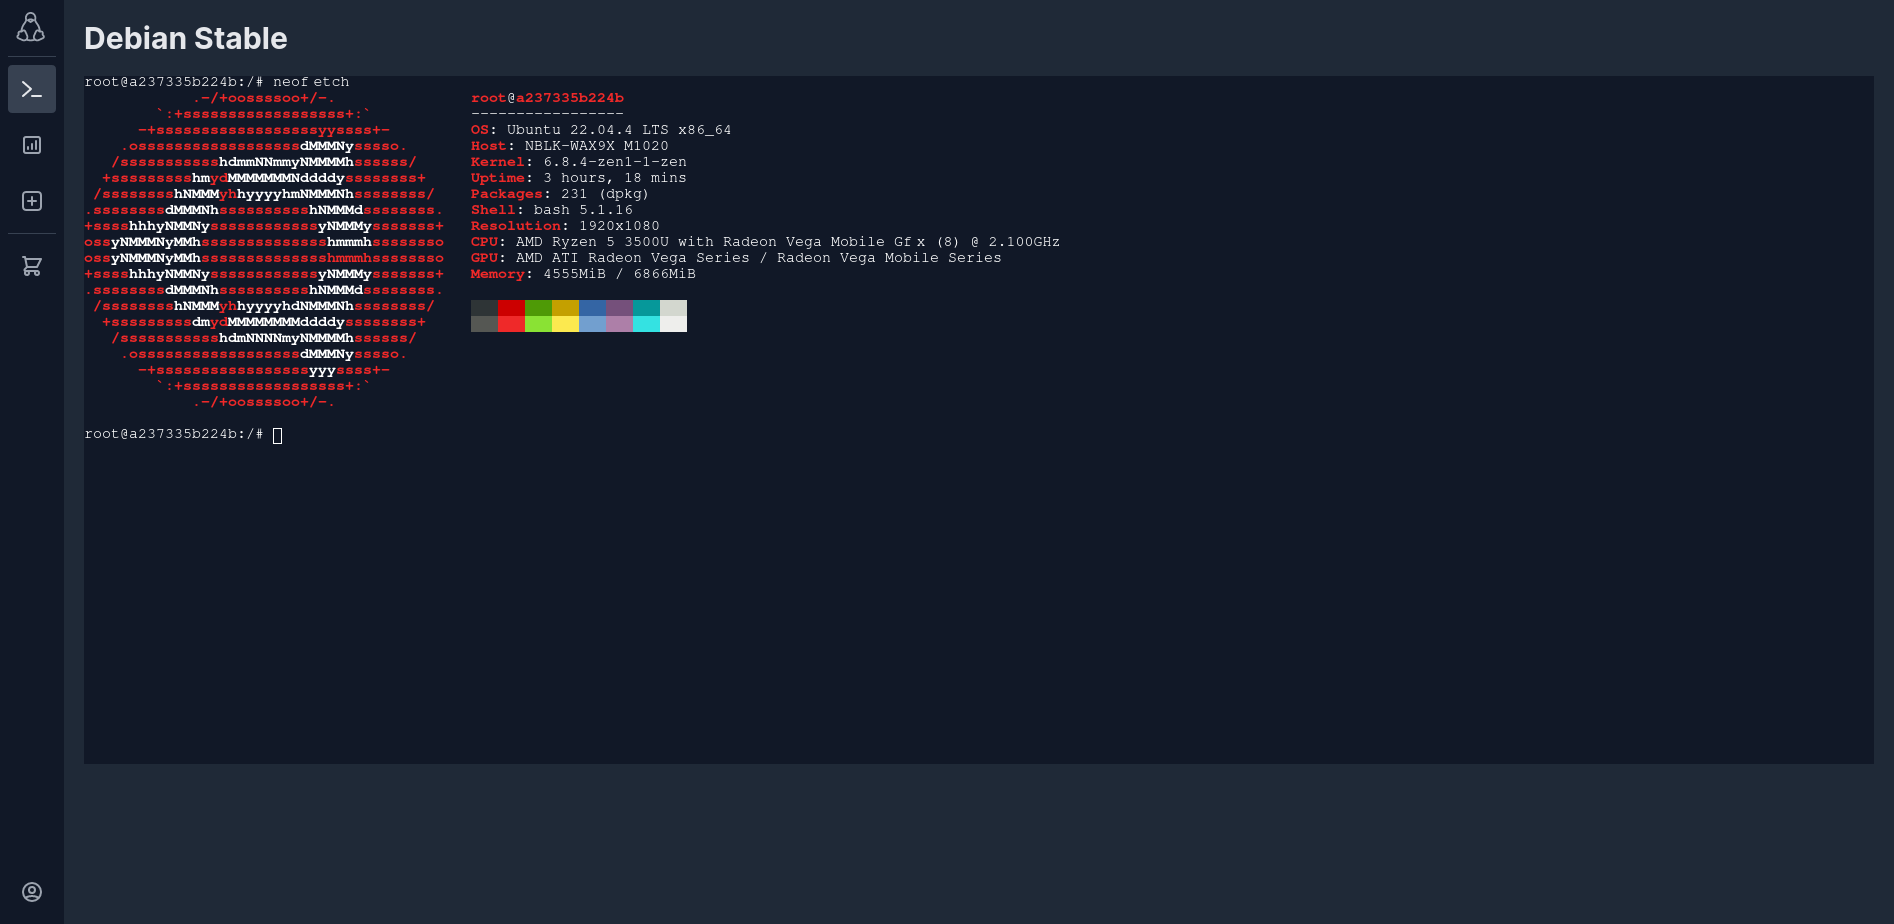 Debian Stable
root@a237335b224b:/# neofetch
.-/+oossssoo+/-. root@a237335b224b
`:+ssssssssssssssssss+:` -----------------
-+ssssssssssssssssssyyssss+- OS: Ubuntu 22.04.4 LTS x86_64
.ossssssssssssssssssdMMMNysssso. Host: NBLK-WAX9X M1020
/ssssssssssshdmmNNmmyNMMMMhssssss/ Kernel: 6.8.4-zen1-1-zen
+ssssssssshmydMMMMMMMNddddyssssssss+ Uptime: 3 hours, 18 mins
/sssssssshNMMMyhhyyyyhmNMMMNhssssssss/ Packages: 231 (dpkg)
.ssssssssdMMMNhsssssssssshNMMMdssssssss. Shell: bash 5.1.16
+sssshhhyNMMNyssssssssssssyNMMMysssssss+ Resolution: 1920x1080
ossyNMMMNyMMhsssssssssssssshmmmhssssssso CPU: AMD Ryzen 5 3500U with Radeon Vega Mobile Gfx (8) @ 2.100GHz
ossyNMMMNyMMhsssssssssssssshmmmhssssssso GPU: AMD ATI Radeon Vega Series / Radeon Vega Mobile Series
+sssshhhyNMMNyssssssssssssyNMMMysssssss+ Memory: 4555MiB / 6866MiB
.ssssssssdMMMNhsssssssssshNMMMdssssssss.
/sssssssshNMMMyhhyyyyhdNMMMNhssssssss/
+sssssssssdmydMMMMMMMMddddyssssssss+
/ssssssssssshdmNNNNmyNMMMMhssssss/
.ossssssssssssssssssdMMMNysssso.
-+sssssssssssssssssyyyssss+-
`:+ssssssssssssssssss+:`
.-/+oossssoo+/-.
root@a237335b224b:/#